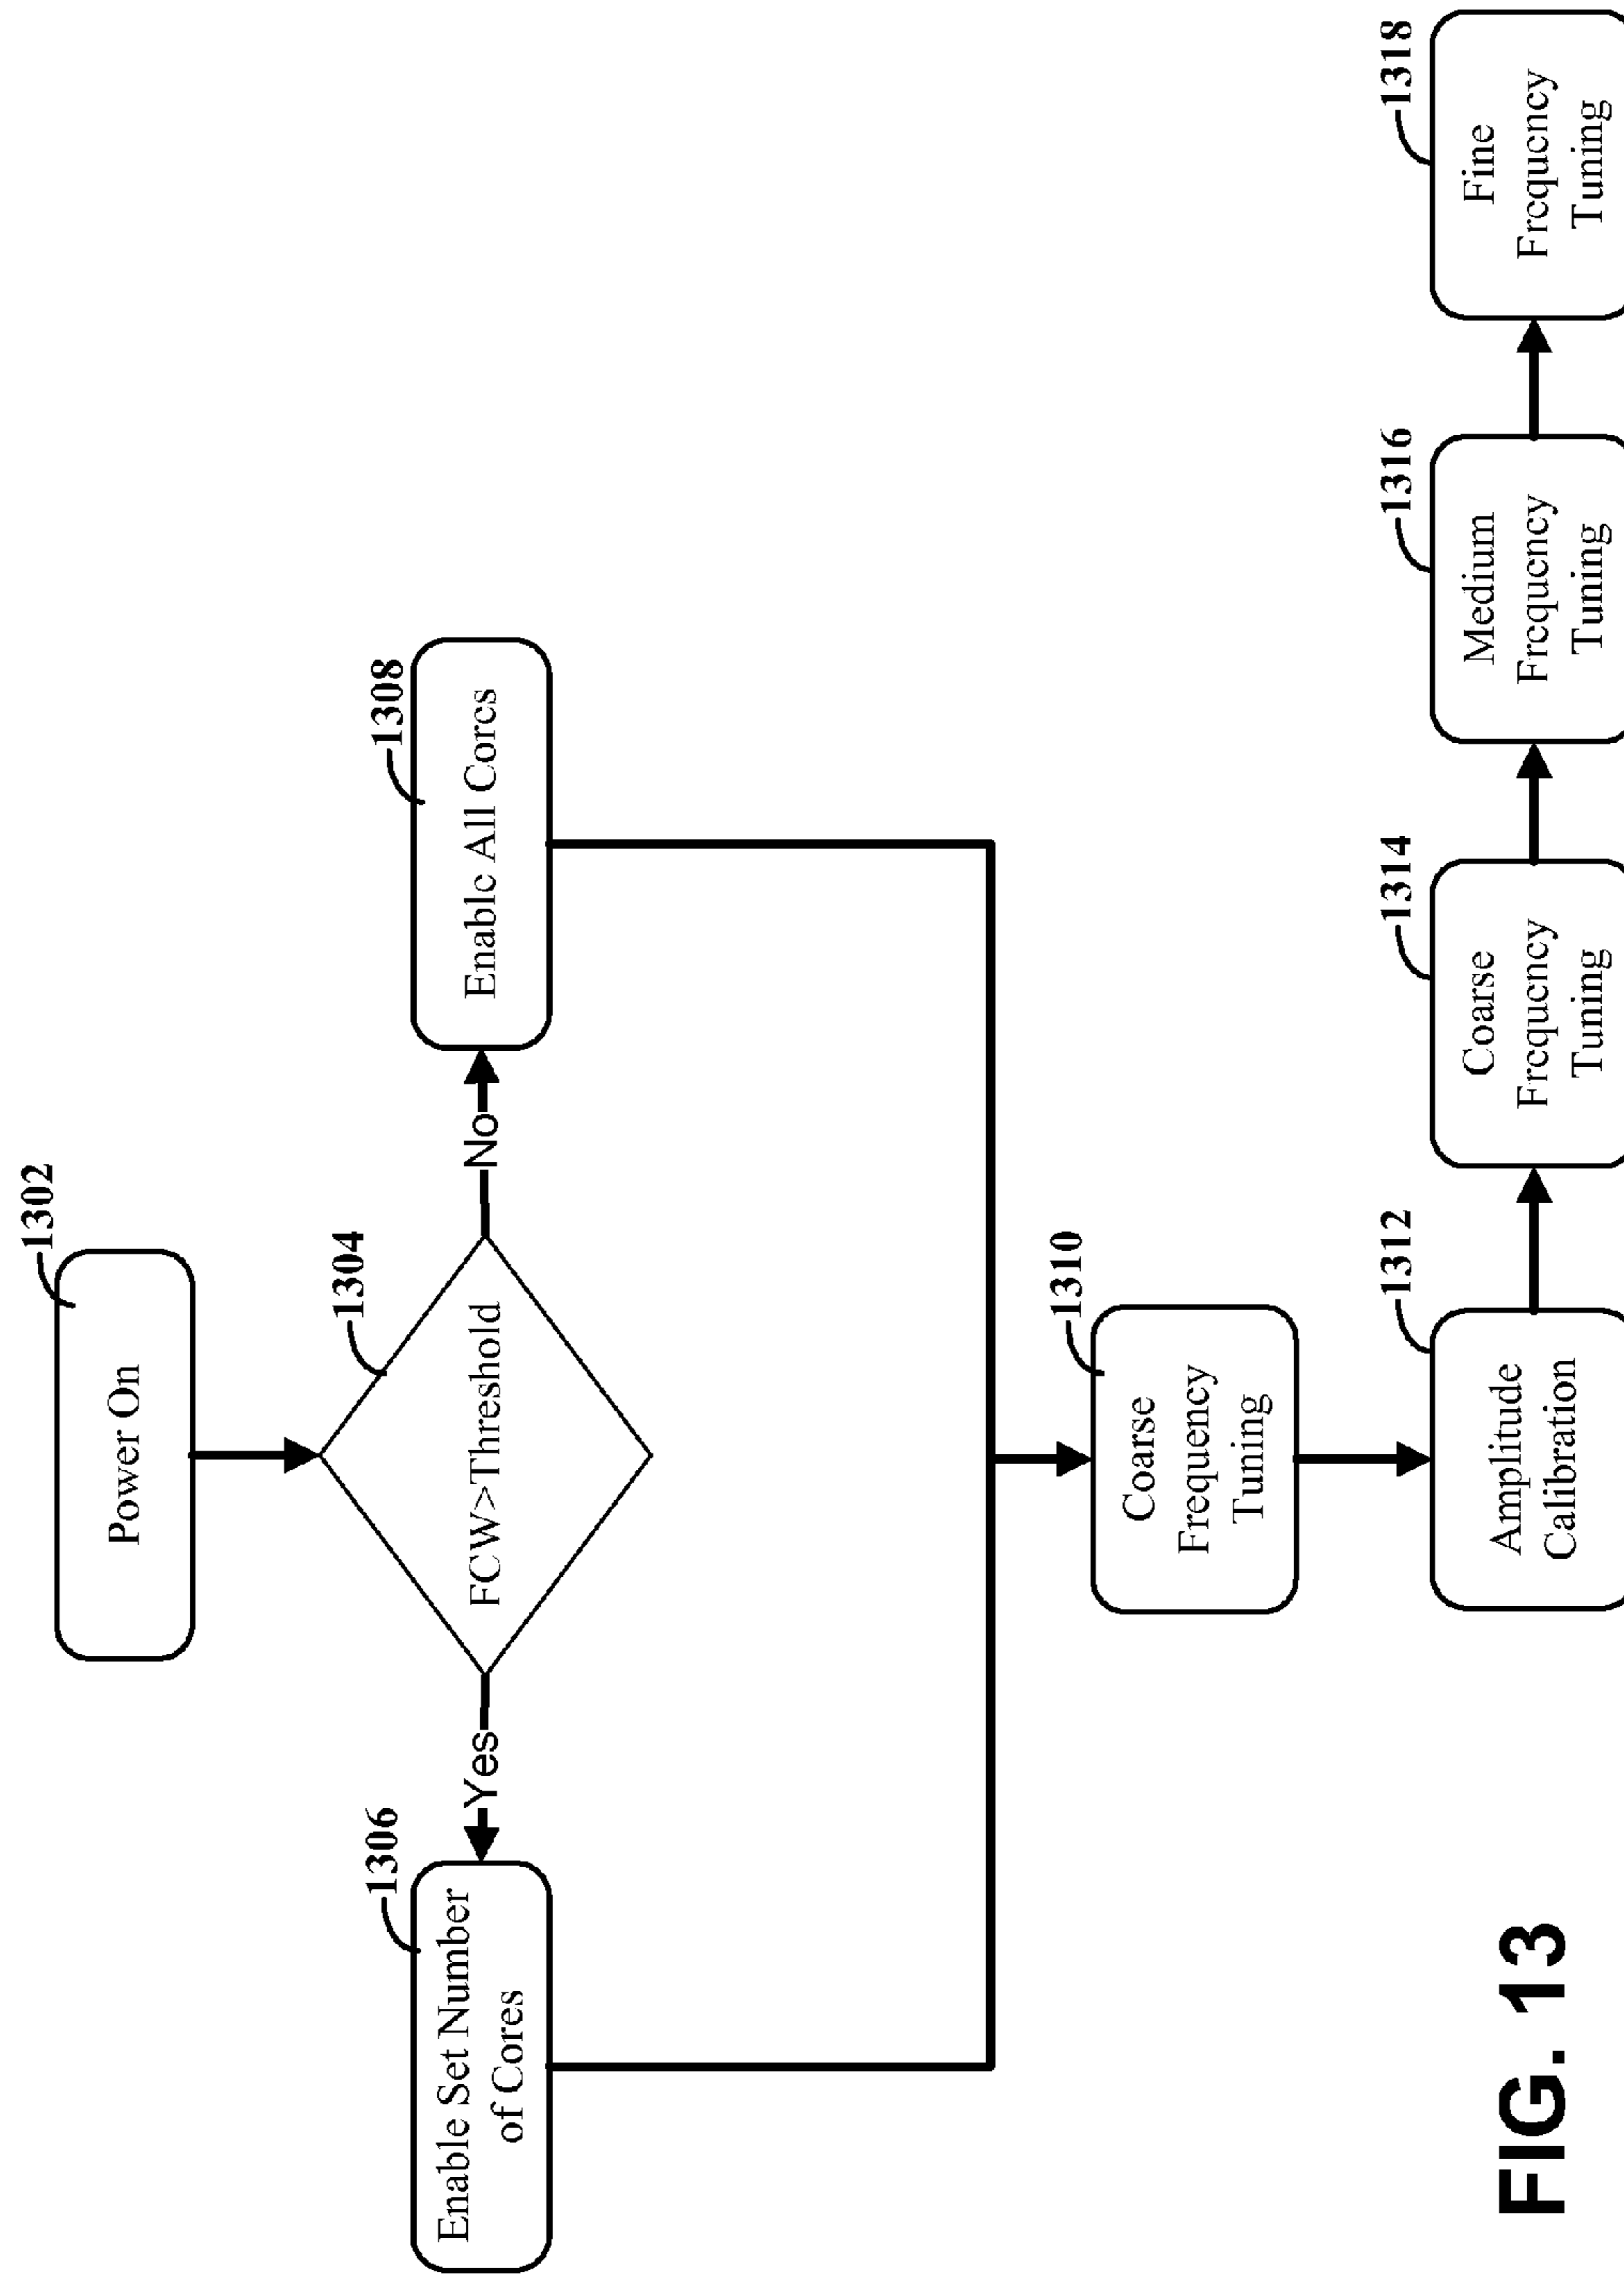 1302
Power On
1304
FCW>Threshold
Yes
No
1306
Enable Set Number
of Cores
1308
Enable All Cores
1310
Coarse
Frequency
Tuning
1312
Amplitude
Calibration
1314
Coarse
Frequency
Tuning
1316
Medium
Frequency
Tuning
1318
Fine
Frequency
Tuning
FIG. 13